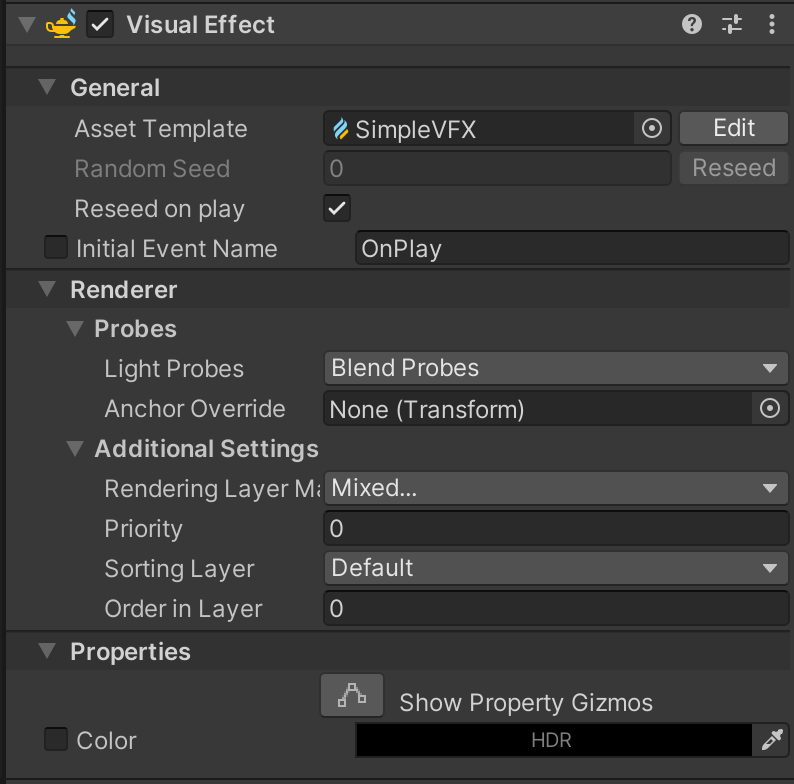 Visual Effect
General
Asset Template SimpleVFX Edit
Random Seed 0 Reseed
Reseed on play
Initial Event Name OnPlay
Renderer
Probes
Light Probes Blend Probes
Anchor Override None (Transform)
Additional Settings
Rendering Layer Ma Mixed...
Priority 0
Sorting Layer Default
Order in Layer 0
Properties
Show Property Gizmos
Color HDR